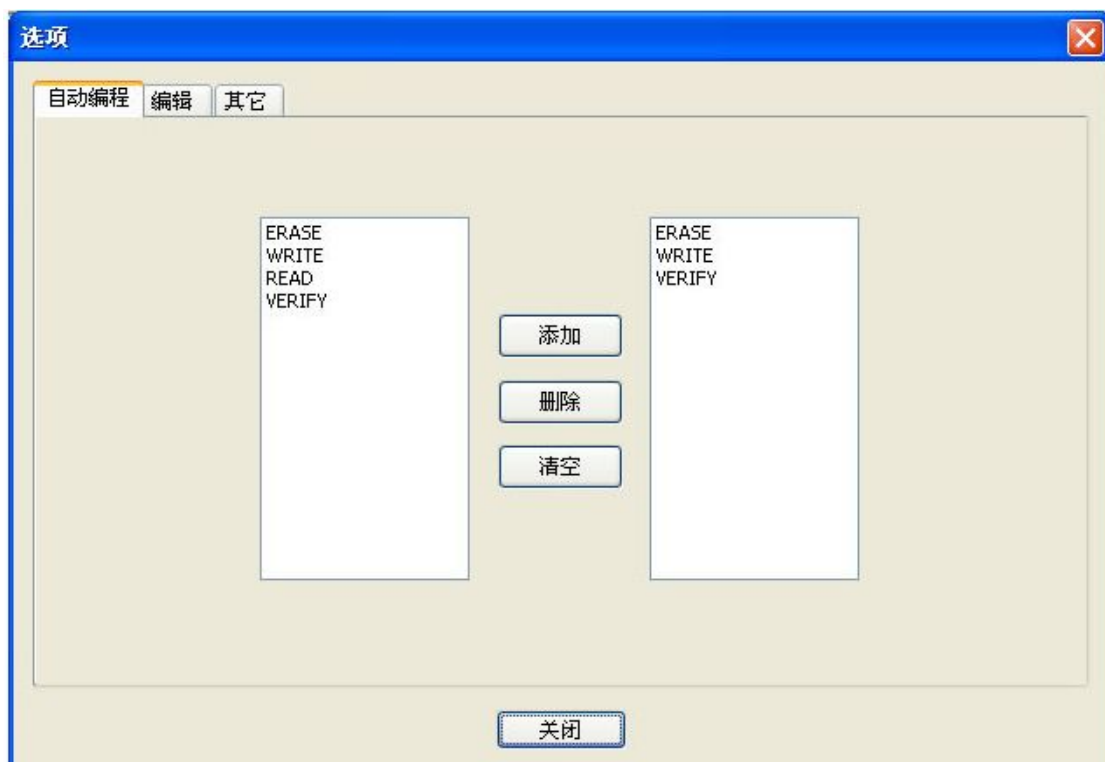 选项
自动编程 编辑 其它
ERASE
WRITE
READ
VERIFY
添加
删除
清空
ERASE
WRITE
VERIFY
关闭